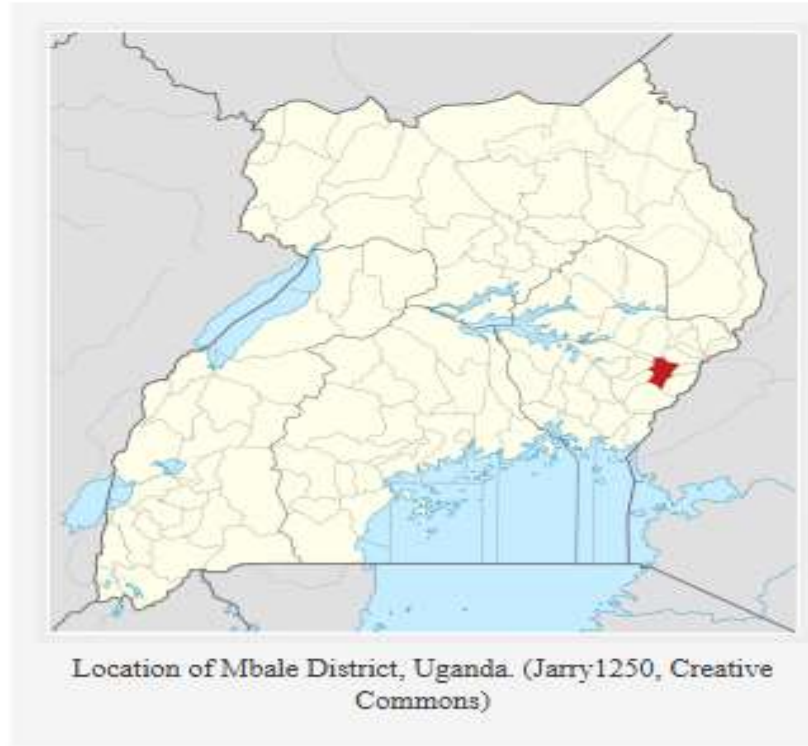 Location of Mbale District, Uganda. (Jarry1250, Creative
Commons)